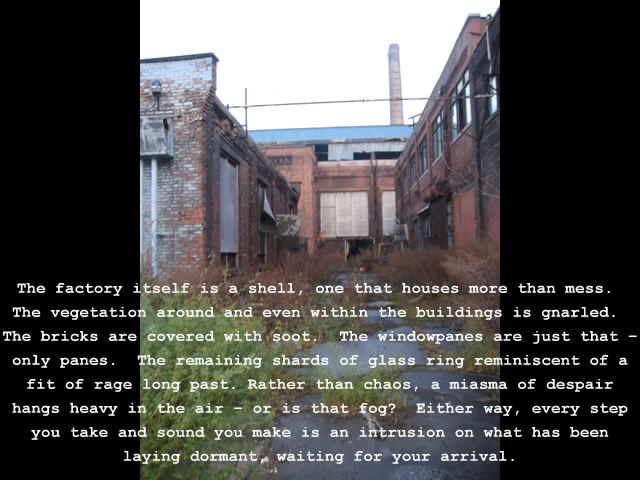 The factory itself is a shell, one that houses more than mess.
The vegetation around and even within the buildings is gnarled.
The bricks are covered with soot.  The windowpanes are just that –
only panes.  The remaining shards of glass ring reminiscent of a
fit of rage long past. Rather than chaos, a miasma of despair
hangs heavy in the air – or is that fog?  Either way, every step
you take and sound you make is an intrusion on what has been
laying dormant, waiting for your arrival.